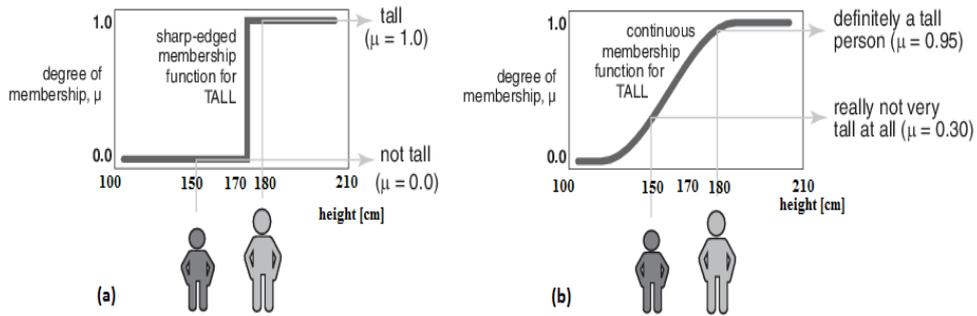 1.0
tall
(μ = 1.0)
sharp-edged
membership
function for
TALL
degree of
membership, μ
0.0
not tall
(μ = 0.0)
100
150
170
180
210
height [cm]
(a)
1.0
definitely a tall
person (μ = 0.95)
continuous
membership
function for
TALL
degree of
membership, μ
really not very
tall at all (μ = 0.30)
0.0
100
150
170
180
210
height [cm]
(b)